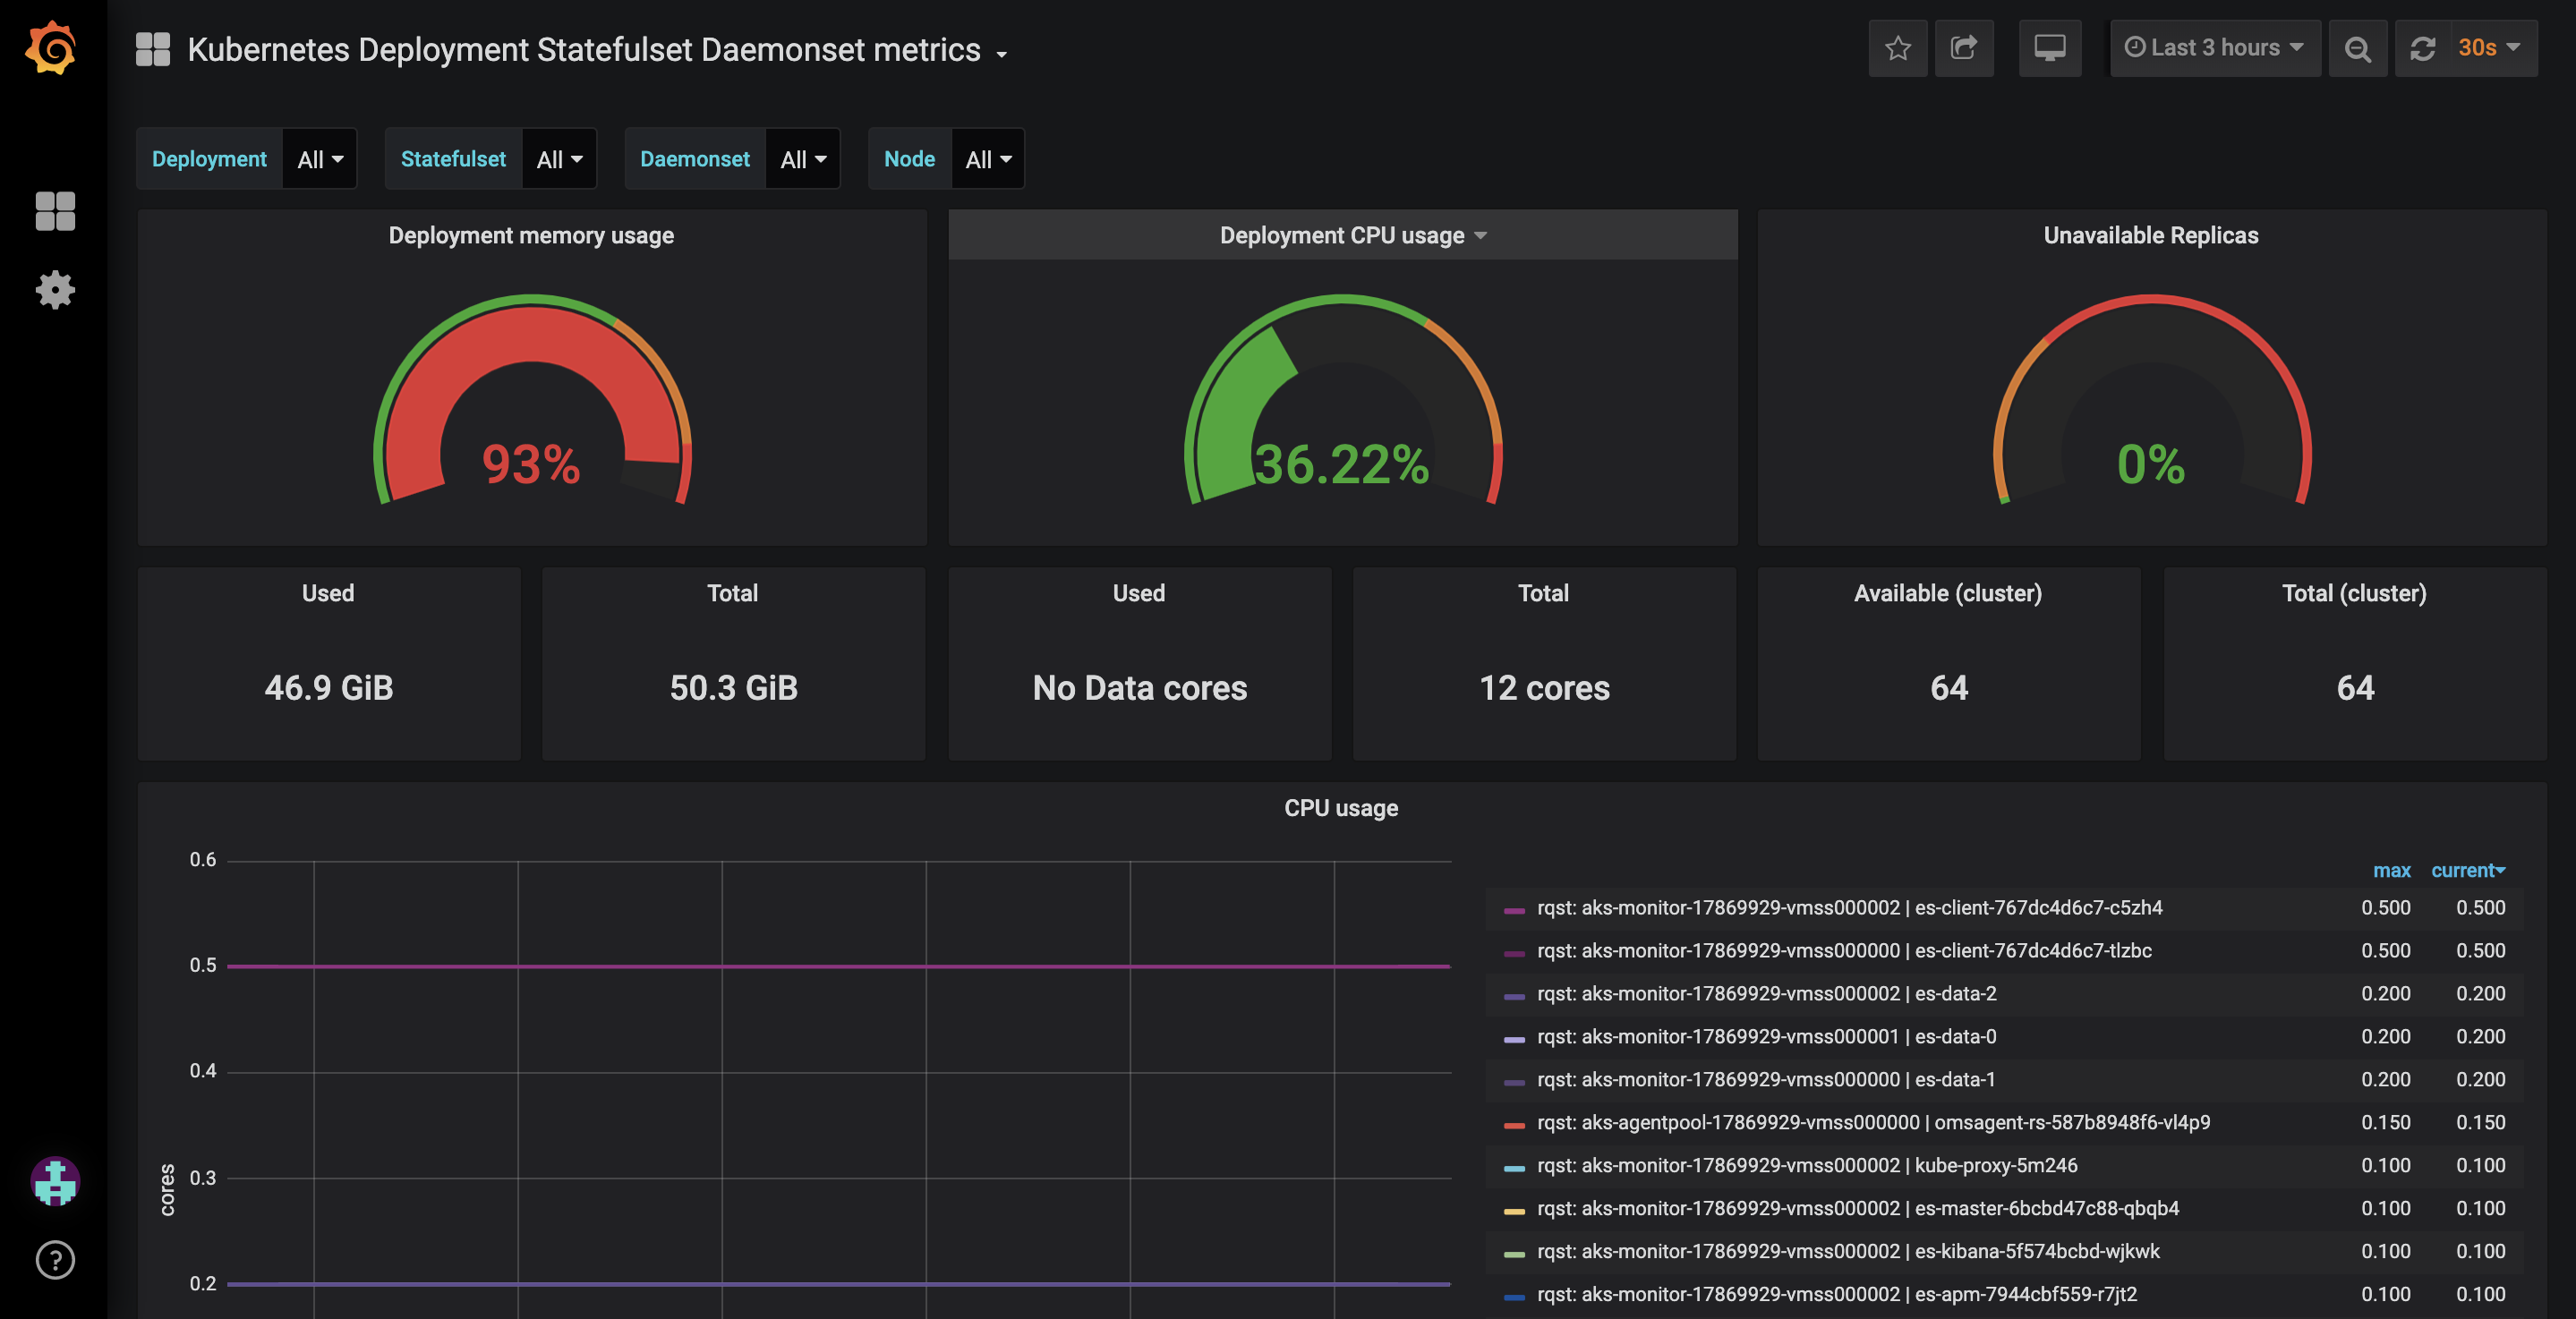 Kubernetes Deployment Statefulset Daemonset metrics
Last 3 hours
30s
Deployment All
Statefulset All
Daemonset All
Node All
Deployment memory usage
93%
Deployment CPU usage
36.22%
Unavailable Replicas
0%
Used
46.9 GiB
Total
50.3 GiB
Used
No Data cores
Total
12 cores
Available (cluster)
64
Total (cluster)
64
CPU usage
0.6
0.5
0.4
0.3
0.2
cores
max current
rqst: aks-monitor-17869929-vmss000002 | es-client-767dc4d6c7-c5zh4 0.500 0.500
rqst: aks-monitor-17869929-vmss000000 | es-client-767dc4d6c7-tlzbc 0.500 0.500
rqst: aks-monitor-17869929-vmss000002 | es-data-2 0.200 0.200
rqst: aks-monitor-17869929-vmss000001 | es-data-0 0.200 0.200
rqst: aks-monitor-17869929-vmss000000 | es-data-1 0.200 0.200
rqst: aks-agentpool-17869929-vmss000000 | omsagent-rs-587b8948f6-vl4p9 0.150 0.150
rqst: aks-monitor-17869929-vmss000002 | kube-proxy-5m246 0.100 0.100
rqst: aks-monitor-17869929-vmss000002 | es-master-6bcbd47c88-qbqb4 0.100 0.100
rqst: aks-monitor-17869929-vmss000002 | es-kibana-5f574bcbd-wjkwk 0.100 0.100
rqst: aks-monitor-17869929-vmss000002 | es-apm-7944cbf559-r7jt2 0.100 0.100
?